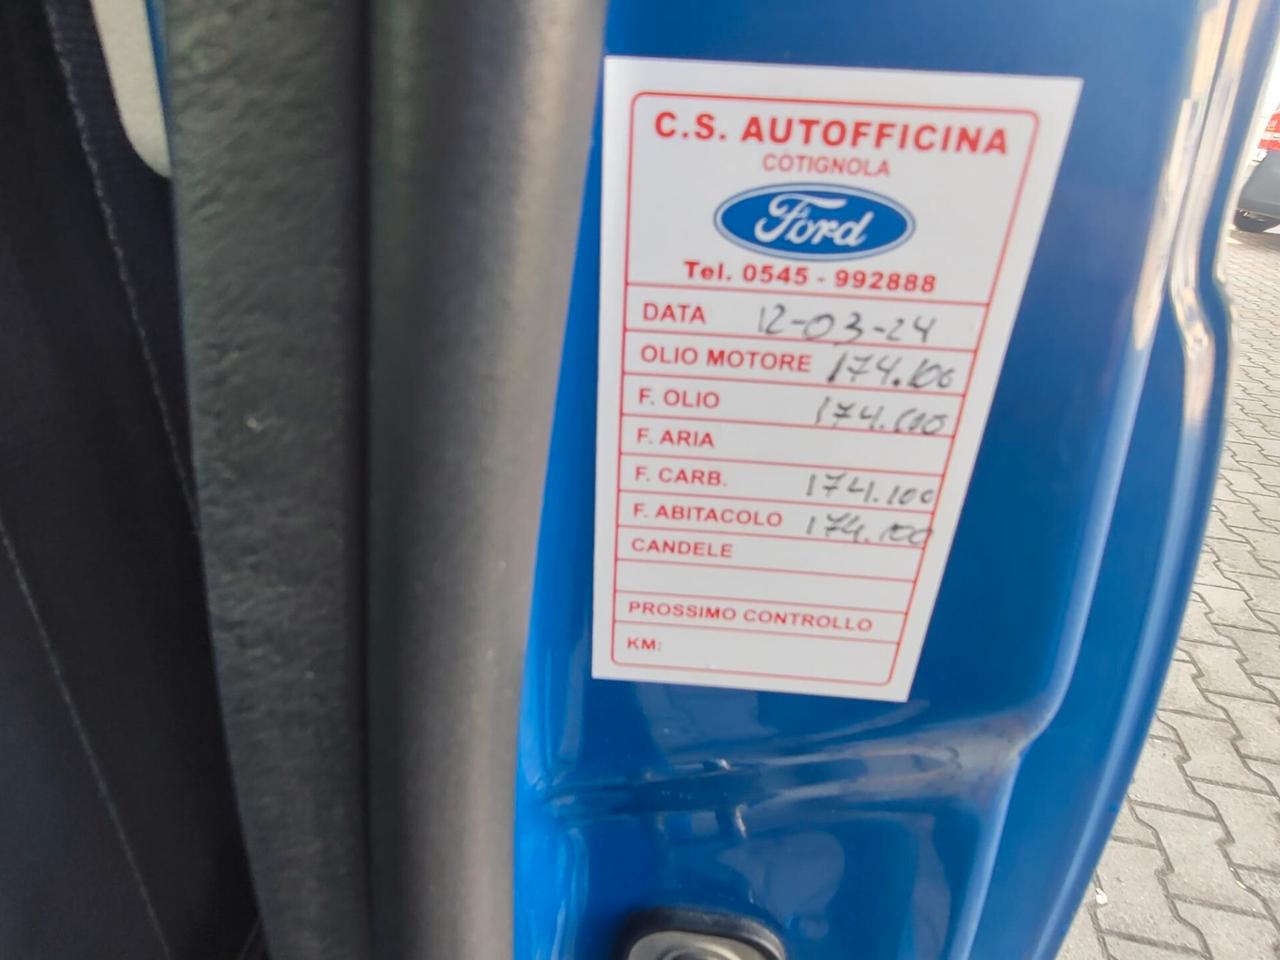 C.S. AUTOFFICINA
COTIGNOLA
Ford
Tel. 0545 - 992888
DATA 12-03-24
OLIO MOTORE 174.100
F. OLIO 174.100
F. ARIA
F. CARB. 174.100
F. ABITACOLO 174.100
CANDELE
PROSSIMO CONTROLLO
KM: